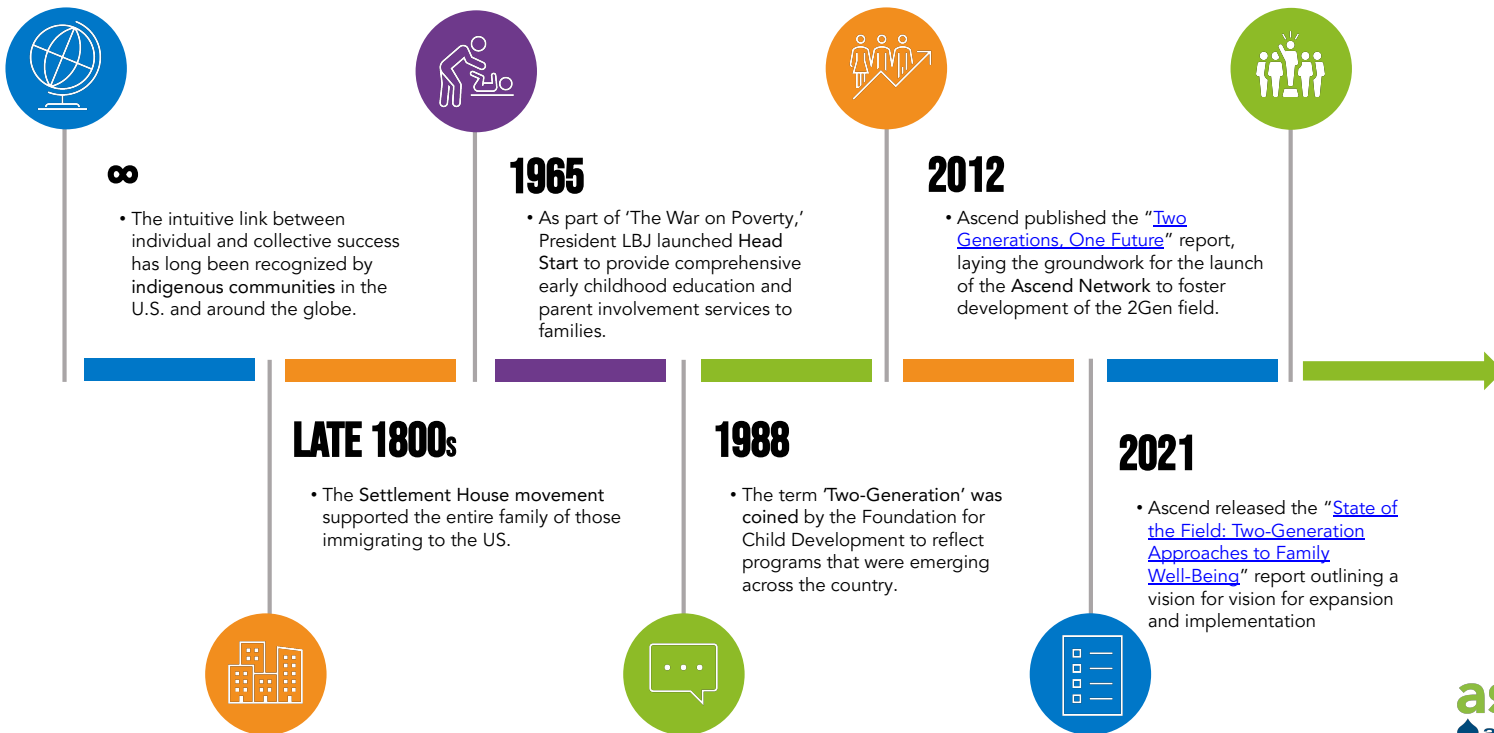 ∞
• The intuitive link between
individual and collective success
has long been recognized by
indigenous communities in the
U.S. and around the globe.
LATE 1800s
• The Settlement House movement
supported the entire family of those
immigrating to the US.
1965
• As part of ‘The War on Poverty,’
President LBJ launched Head
Start to provide comprehensive
early childhood education and
parent involvement services to
families.
1988
• The term ‘Two-Generation’ was
coined by the Foundation for
Child Development to reflect
programs that were emerging
across the country.
2012
• Ascend published the “Two
Generations, One Future” report,
laying the groundwork for the launch
of the Ascend Network to foster
development of the 2Gen field.
2021
• Ascend released the “State of
the Field: Two-Generation
Approaches to Family
Well-Being” report outlining a
vision for vision for expansion
and implementation